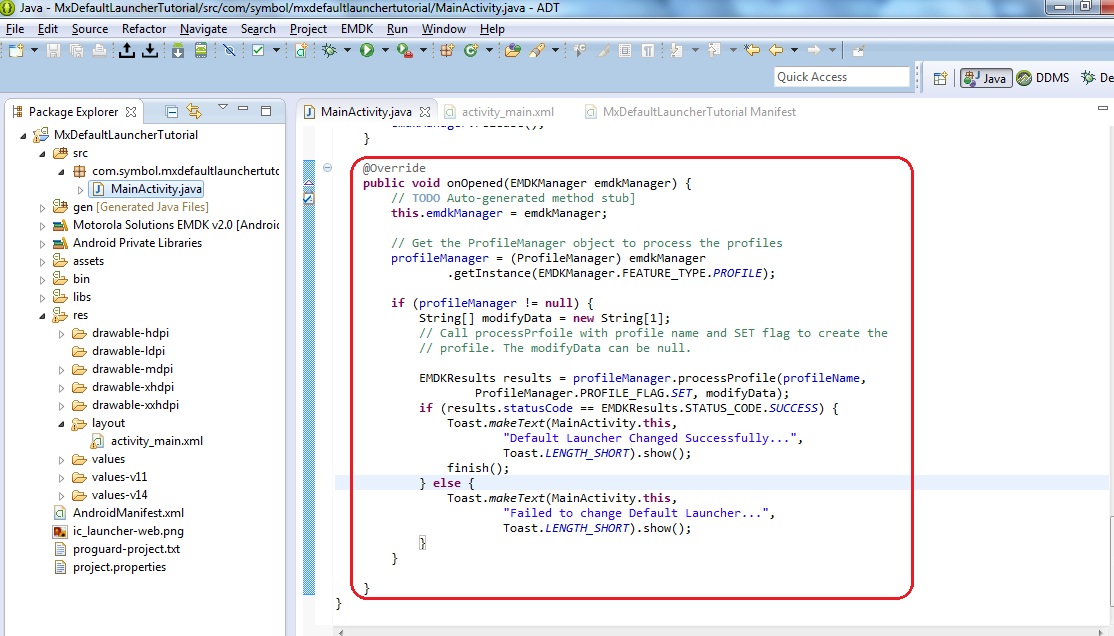 Java - MxDefaultLauncherTutorial/src/com/symbol/mxdefaultlaunchertutorial/MainActivity.java - ADT
File Edit Source Refactor Navigate Search Project EMDK Run Window Help
Quick Access
Java
DDMS
De
Package Explorer
MxDefaultLauncherTutorial
src
com.symbol.mxdefaultlaunchertutc
MainActivity.java
gen [Generated Java Files]
Motorola Solutions EMDK v2.0 [Androic
Android Private Libraries
assets
bin
libs
res
drawable-hdpi
drawable-ldpi
drawable-mdpi
drawable-xhdpi
drawable-xxhdpi
layout
activity_main.xml
values
values-v11
values-v14
AndroidManifest.xml
ic_launcher-web.png
proguard-project.txt
project.properties
MainActivity.java
activity_main.xml
MxDefaultLauncherTutorial Manifest
}
@Override
public void onOpened(EMDKManager emdkManager) {
// TODO Auto-generated method stub]
this.emdkManager = emdkManager;
// Get the ProfileManager object to process the profiles
profileManager = (ProfileManager) emdkManager
.getInstance(EMDKManager.FEATURE_TYPE.PROFILE);
if (profileManager != null) {
String[] modifyData = new String[1];
// Call processPrfoile with profile name and SET flag to create the
// profile. The modifyData can be null.
EMDKResults results = profileManager.processProfile(profileName,
ProfileManager.PROFILE_FLAG.SET, modifyData);
if (results.statusCode == EMDKResults.STATUS_CODE.SUCCESS) {
Toast.makeText(MainActivity.this,
"Default Launcher Changed Successfully...",
Toast.LENGTH_SHORT).show();
finish();
} else {
Toast.makeText(MainActivity.this,
"Failed to change Default Launcher...",
Toast.LENGTH_SHORT).show();
}
}
}
}